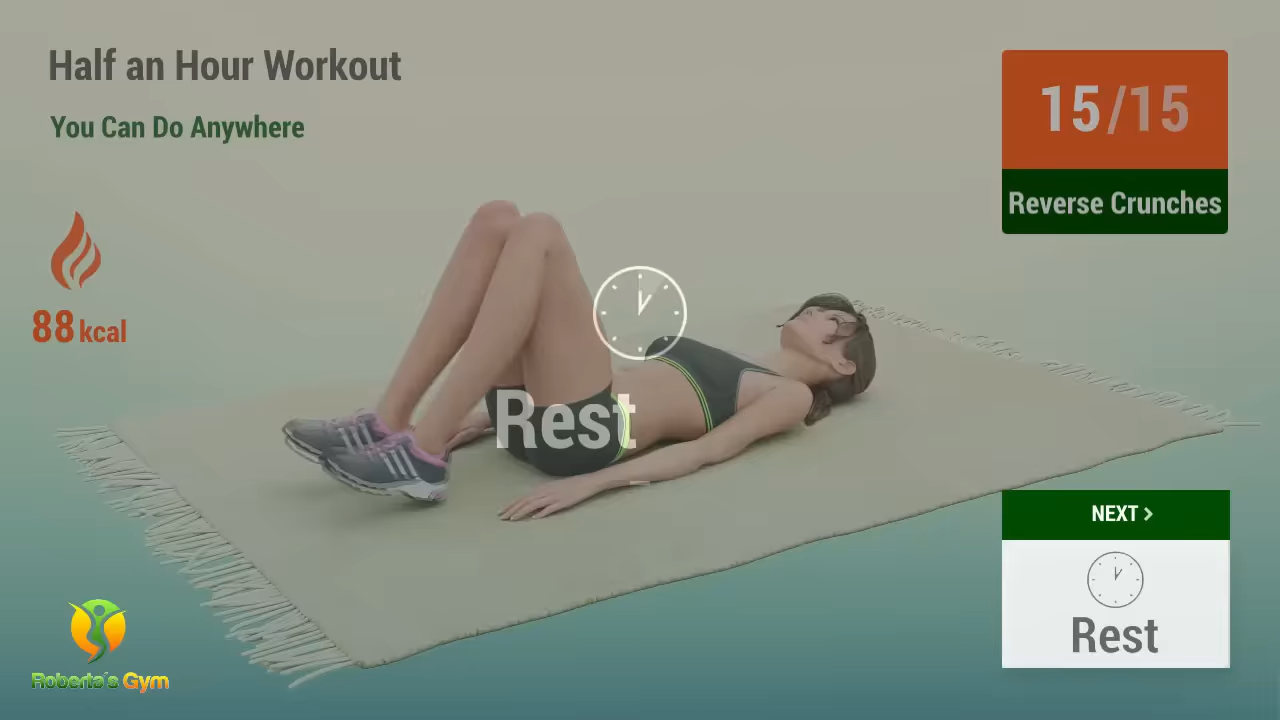 Half an Hour Workout
You Can Do Anywhere
15/15
Reverse Crunches
88 kcal
Rest
NEXT >
Rest
Roberta's Gym